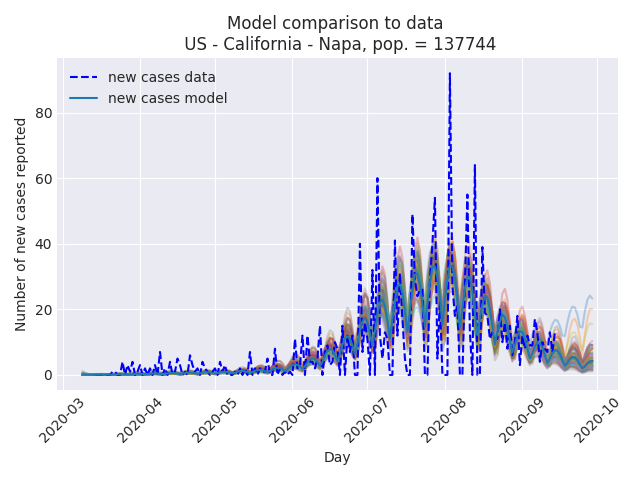 Model comparison to data
US - California - Napa, pop. = 137744
new cases data
new cases model
Number of new cases reported
80
60
40
20
0
2020-03
2020-04
2020-05
2020-06
2020-07
2020-08
2020-09
2020-10
Day